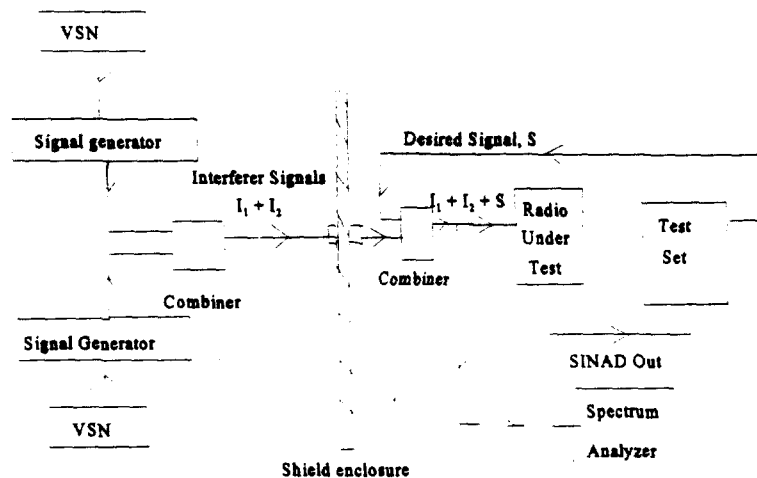 VSN
Signal generator
Desired Signal, S
Interferer Signals
I₁ + I₂
I₁ + I₂ + S
Radio
Under
Test
Test
Set
Combiner
Combiner
Signal Generator
SINAD Out
VSN
Spectrum
Analyzer
Shield enclosure